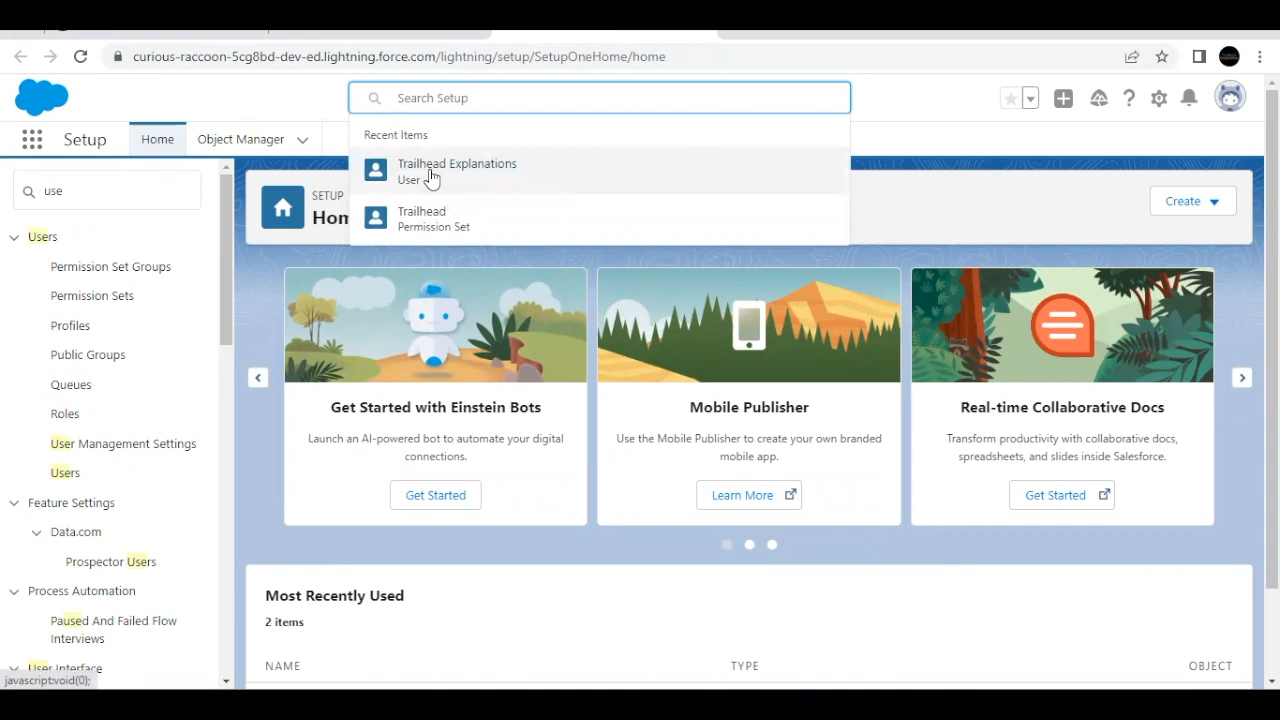 curious-raccoon-5cg8bd-dev-ed.lightning.force.com/lightning/setup/SetupOneHome/home
Search Setup
Setup
Home
Object Manager
Recent Items
Trailhead Explanations
User
Trailhead
Permission Set
use
SETUP
Hom
Create
Users
Permission Set Groups
Permission Sets
Profiles
Public Groups
Queues
Roles
User Management Settings
Users
Feature Settings
Data.com
Prospector Users
Process Automation
Paused And Failed Flow
Interviews
User Interface
javascript:void(0);
Get Started with Einstein Bots
Launch an AI-powered bot to automate your digital
connections.
Get Started
Mobile Publisher
Use the Mobile Publisher to create your own branded
mobile app.
Learn More
Real-time Collaborative Docs
Transform productivity with collaborative docs,
spreadsheets, and slides inside Salesforce.
Get Started
Most Recently Used
2 items
NAME
TYPE
OBJECT